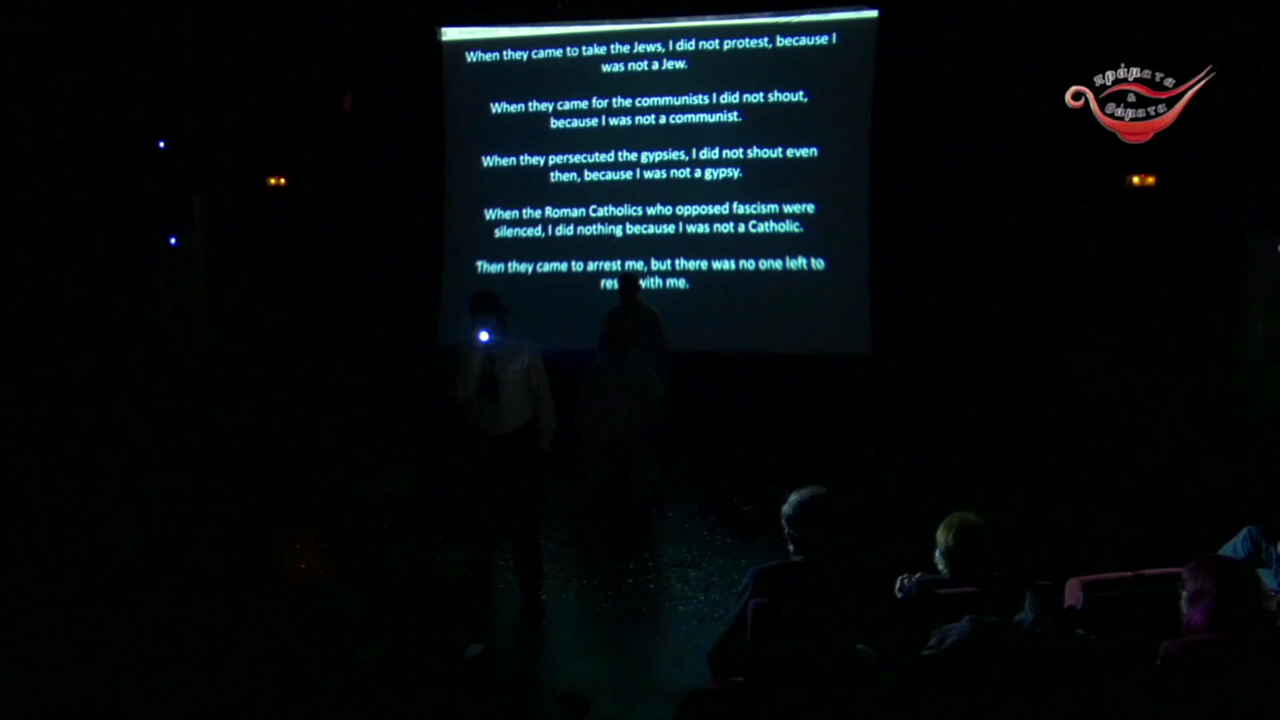 When they came to take the Jews, I did not protest, because I
was not a Jew.
When they came for the communists I did not shout,
because I was not a communist.
When they persecuted the gypsies, I did not shout even
then, because I was not a gypsy.
When the Roman Catholics who opposed fascism were
silenced, I did nothing because I was not a Catholic.
Then they came to arrest me, but there was no one left to
with me.
πράματα
&
θάματα